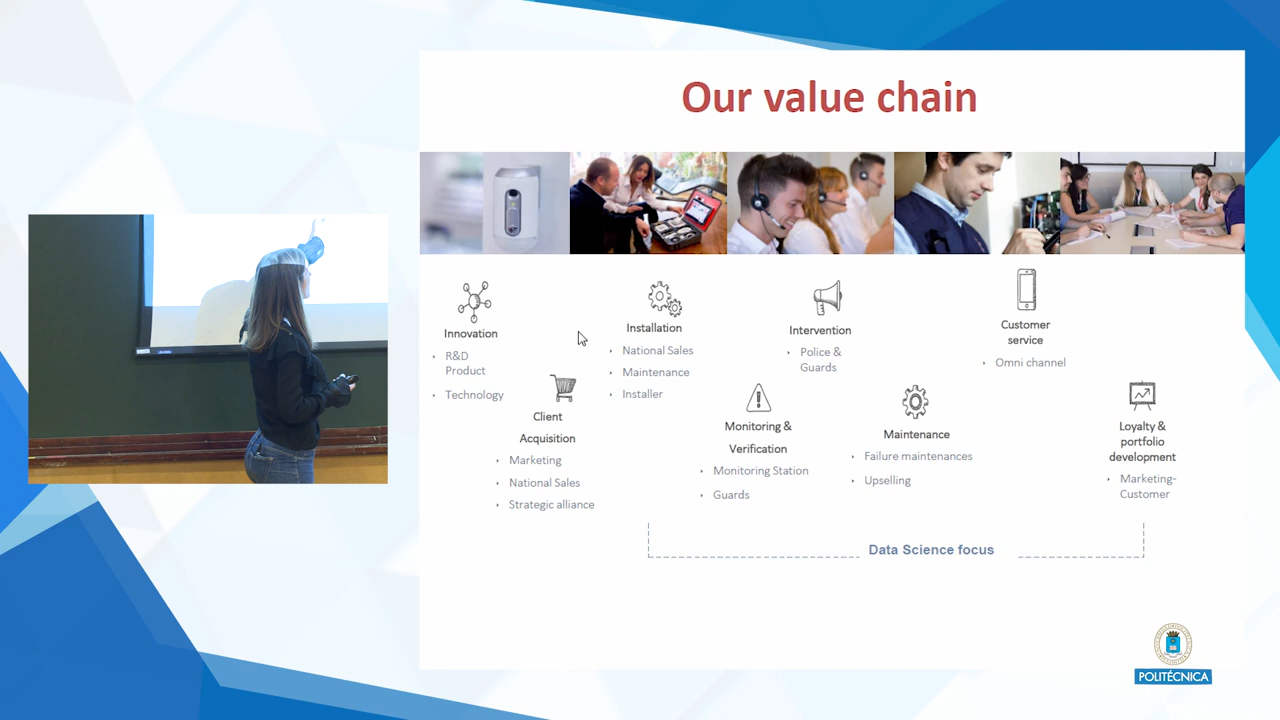 Our value chain
Innovation
R&D
Product
Technology
Client
Acquisition
Marketing
National Sales
Strategic alliance
Installation
National Sales
Maintenance
Installer
Monitoring &
Verification
Monitoring Station
Guards
Intervention
Police &
Guards
Maintenance
Failure maintenances
Upselling
Customer
service
Omni channel
Loyalty &
portfolio
development
Marketing-
Customer
Data Science focus
POLITÉCNICA